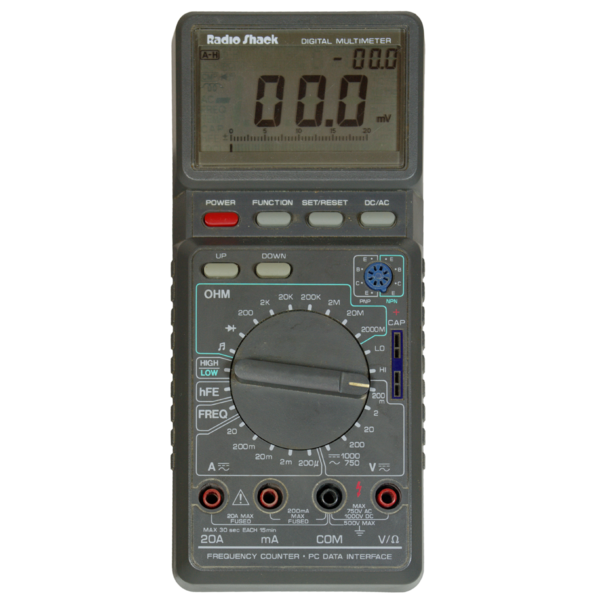 Radio Shack DIGITAL MULTIMETER
A-H - 00.0
00.0 mV
0 5 10 15 20
POWER FUNCTION SET/RESET DC/AC
UP DOWN
E E
B B
C C
E E
PNP NPN
OHM
2K 20K 200K 2M
200 20M
2000M
+
CAP
LO
HIGH
LOW
HI
hFE
200
m
FREQ
2
20 20
200m 200
20m 2m 200µ
1000
750
A V
20A MAX
FUSED
200mA
MAX
FUSED
MAX
750V AC
1000V DC
500V MAX
MAX 30 sec EACH 15min
20A mA COM V/Ω
FREQUENCY COUNTER • PC DATA INTERFACE